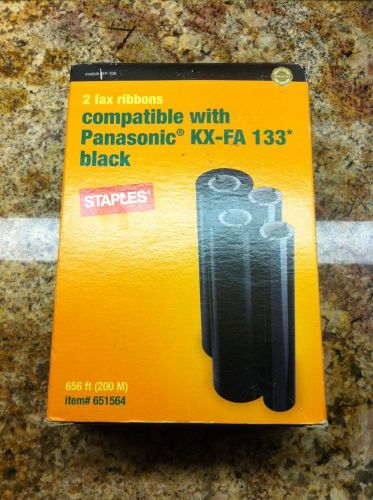 2 fax ribbons
compatible with
Panasonic® KX-FA 133*
black
STAPLES®
656 ft (200 M)
item# 651564